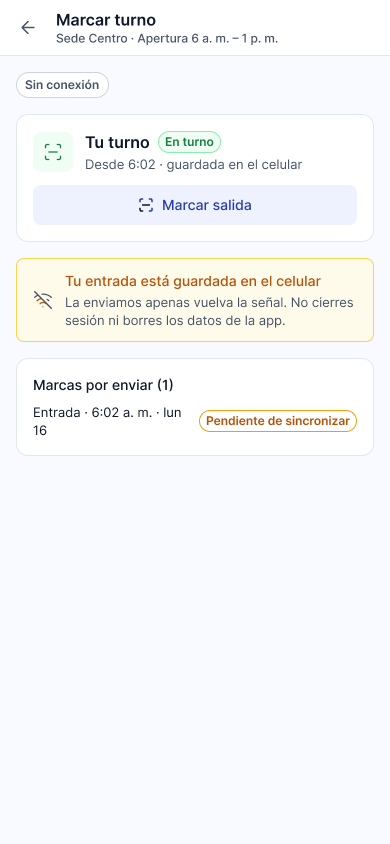 Marcar turno
Sede Centro · Apertura 6 a. m. – 1 p. m.
Sin conexión
Tu turno
En turno
Desde 6:02 · guardada en el celular
Marcar salida
Tu entrada está guardada en el celular
La enviamos apenas vuelva la señal. No cierres
sesión ni borres los datos de la app.
Marcas por enviar (1)
Entrada · 6:02 a. m. · lun
16
Pendiente de sincronizar